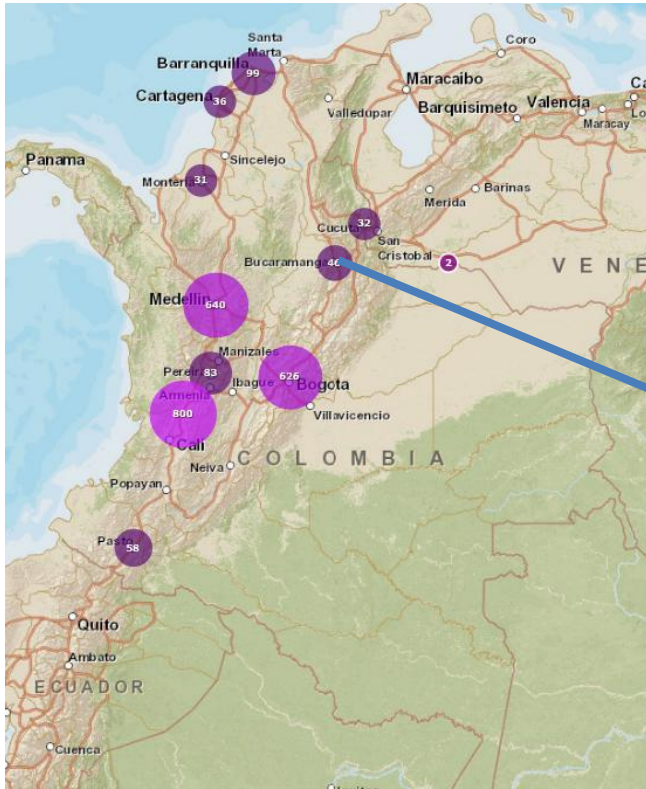 Coro
Santa
Marta
Barranquilla
99
Maracaibo
Cartagena
36
Valledupar
Barquisimeto
Valencia
Maracay
Panama
Sincelejo
Monteria
31
Merida
Barinas
32
Cucuta
San
Cristobal
Bucaramanga
46
2
V E N E
Medellin
640
Manizales
Pereira
83
626
Ibague
Bogota
Armenia
800
Villavicencio
Cali
C O L O M B I A
Neiva
Popayan
Pasto
58
Quito
Ambato
ECUADOR
Cuenca